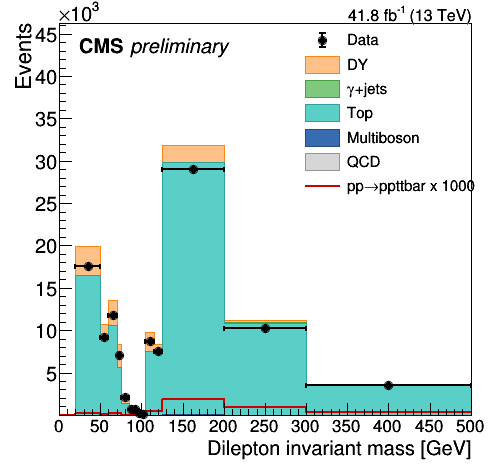 ×10³
41.8 fb⁻¹ (13 TeV)
CMS preliminary
Events
45
40
35
30
25
20
15
10
5
Data
DY
γ+jets
Top
Multiboson
QCD
pp→ppttbar x 1000
0 50 100 150 200 250 300 350 400 450 500
Dilepton invariant mass [GeV]